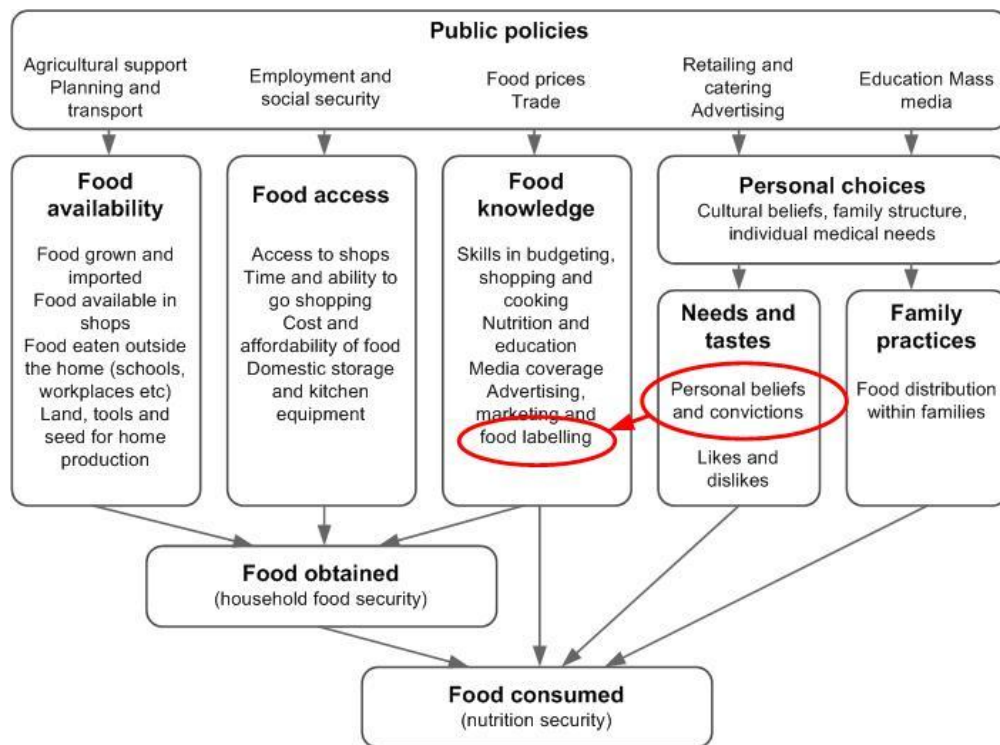 Public policies
Agricultural support
Planning and
transport
Employment and
social security
Food prices
Trade
Retailing and
catering
Advertising
Education Mass
media
Food
availability
Food grown and
imported
Food available in
shops
Food eaten outside
the home (schools,
workplaces etc)
Land, tools and
seed for home
production
Food access
Access to shops
Time and ability to
go shopping
Cost and
affordability of food
Domestic storage
and kitchen
equipment
Food
knowledge
Skills in budgeting,
shopping and
cooking
Nutrition and
education
Media coverage
Advertising,
marketing and
food labelling
Personal choices
Cultural beliefs, family structure,
individual medical needs
Needs and
tastes
Personal beliefs
and convictions
Likes and
dislikes
Family
practices
Food distribution
within families
Food obtained
(household food security)
Food consumed
(nutrition security)